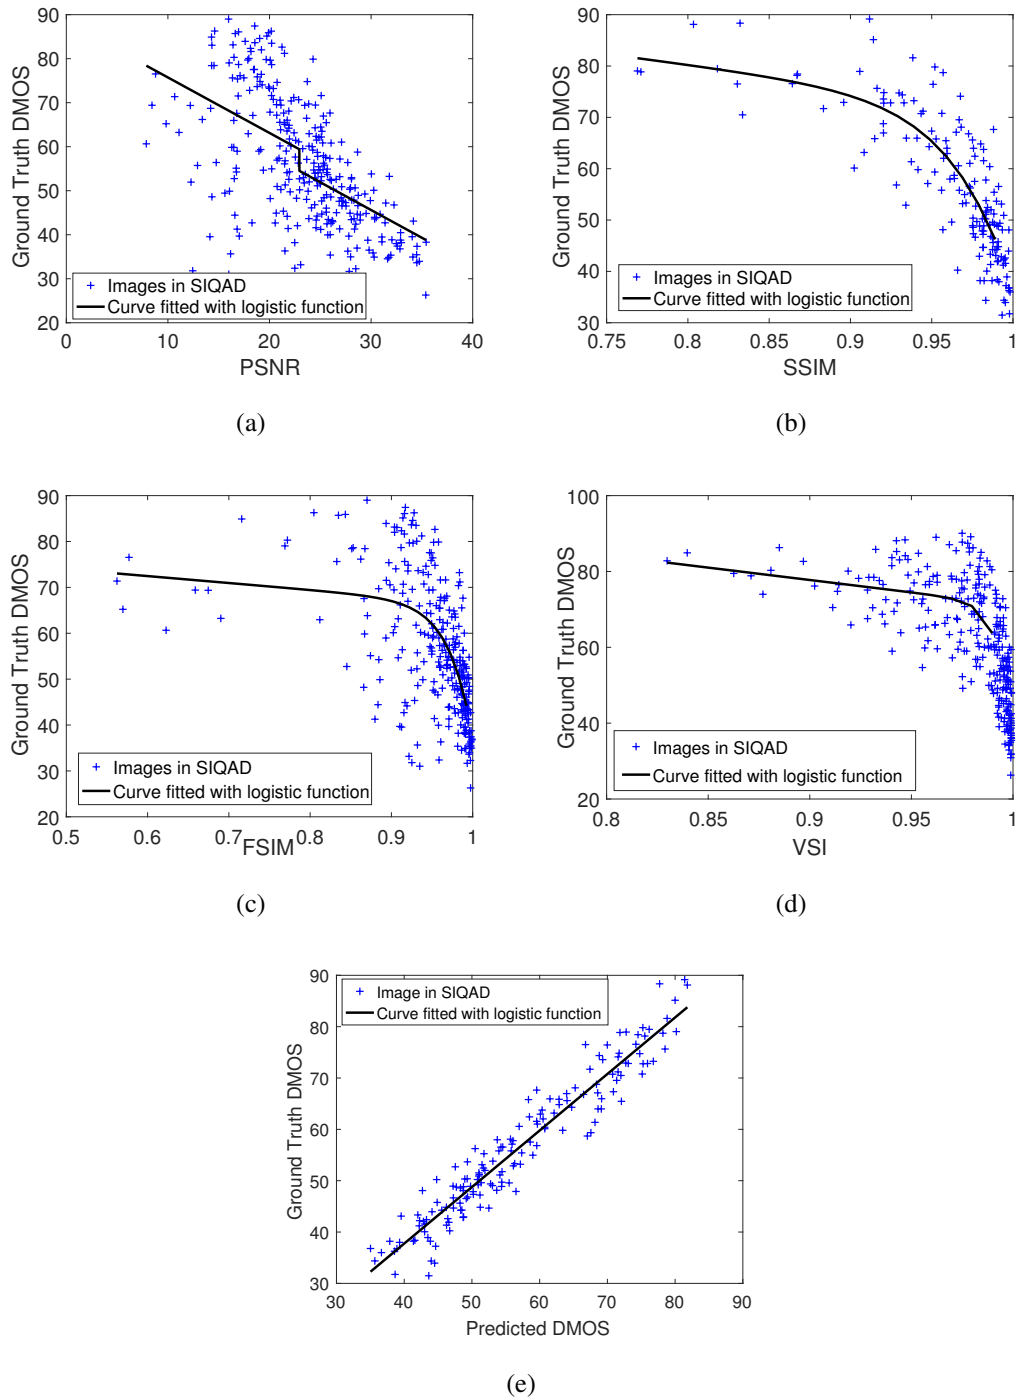 90
80
70
60
50
40
30
20
0
10
20
30
40
Ground Truth DMOS
PSNR
Images in SIQAD
Curve fitted with logistic function
(a)
90
80
70
60
50
40
30
0.75
0.8
0.85
0.9
0.95
1
Ground Truth DMOS
SSIM
Images in SIQAD
Curve fitted with logistic function
(b)
90
80
70
60
50
40
30
20
0.5
0.6
0.7
0.8
0.9
1
Ground Truth DMOS
FSIM
Images in SIQAD
Curve fitted with logistic function
(c)
100
80
60
40
20
0.8
0.85
0.9
0.95
1
Ground Truth DMOS
VSI
Images in SIQAD
Curve fitted with logistic function
(d)
90
80
70
60
50
40
30
30
40
50
60
70
80
90
Ground Truth DMOS
Predicted DMOS
Image in SIQAD
Curve fitted with logistic function
(e)